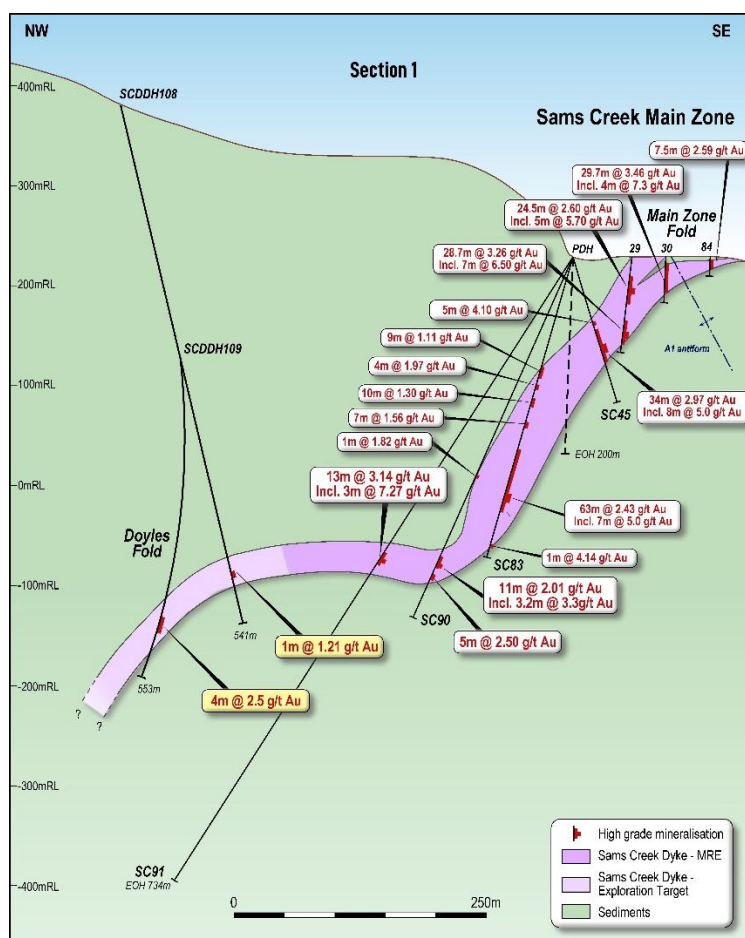 NW
SE
Section 1
400mRL
SCDDH108
Sams Creek Main Zone
7.5m @ 2.59 g/t Au
29.7m @ 3.46 g/t Au
Incl. 4m @ 7.3 g/t Au
300mRL
24.5m @ 2.60 g/t Au
Incl. 5m @ 5.70 g/t Au
Main Zone
Fold
28.7m @ 3.26 g/t Au
Incl. 7m @ 6.50 g/t Au
PDH
29
30
84
200mRL
5m @ 4.10 g/t Au
9m @ 1.11 g/t Au
A1 antiform
SCDDH109
4m @ 1.97 g/t Au
100mRL
10m @ 1.30 g/t Au
34m @ 2.97 g/t Au
Incl. 8m @ 5.0 g/t Au
7m @ 1.56 g/t Au
SC45
1m @ 1.82 g/t Au
EOH 200m
0mRL
13m @ 3.14 g/t Au
Incl. 3m @ 7.27 g/t Au
63m @ 2.43 g/t Au
Incl. 7m @ 5.0 g/t Au
Doyles
Fold
1m @ 4.14 g/t Au
SC83
-100mRL
11m @ 2.01 g/t Au
Incl. 3.2m @ 3.3g/t Au
SC90
541m
1m @ 1.21 g/t Au
5m @ 2.50 g/t Au
553m
-200mRL
4m @ 2.5 g/t Au
?
?
-300mRL
SC91
EOH 734m
-400mRL
0
250m
High grade mineralisation
Sams Creek Dyke - MRE
Sams Creek Dyke -
Exploration Target
Sediments